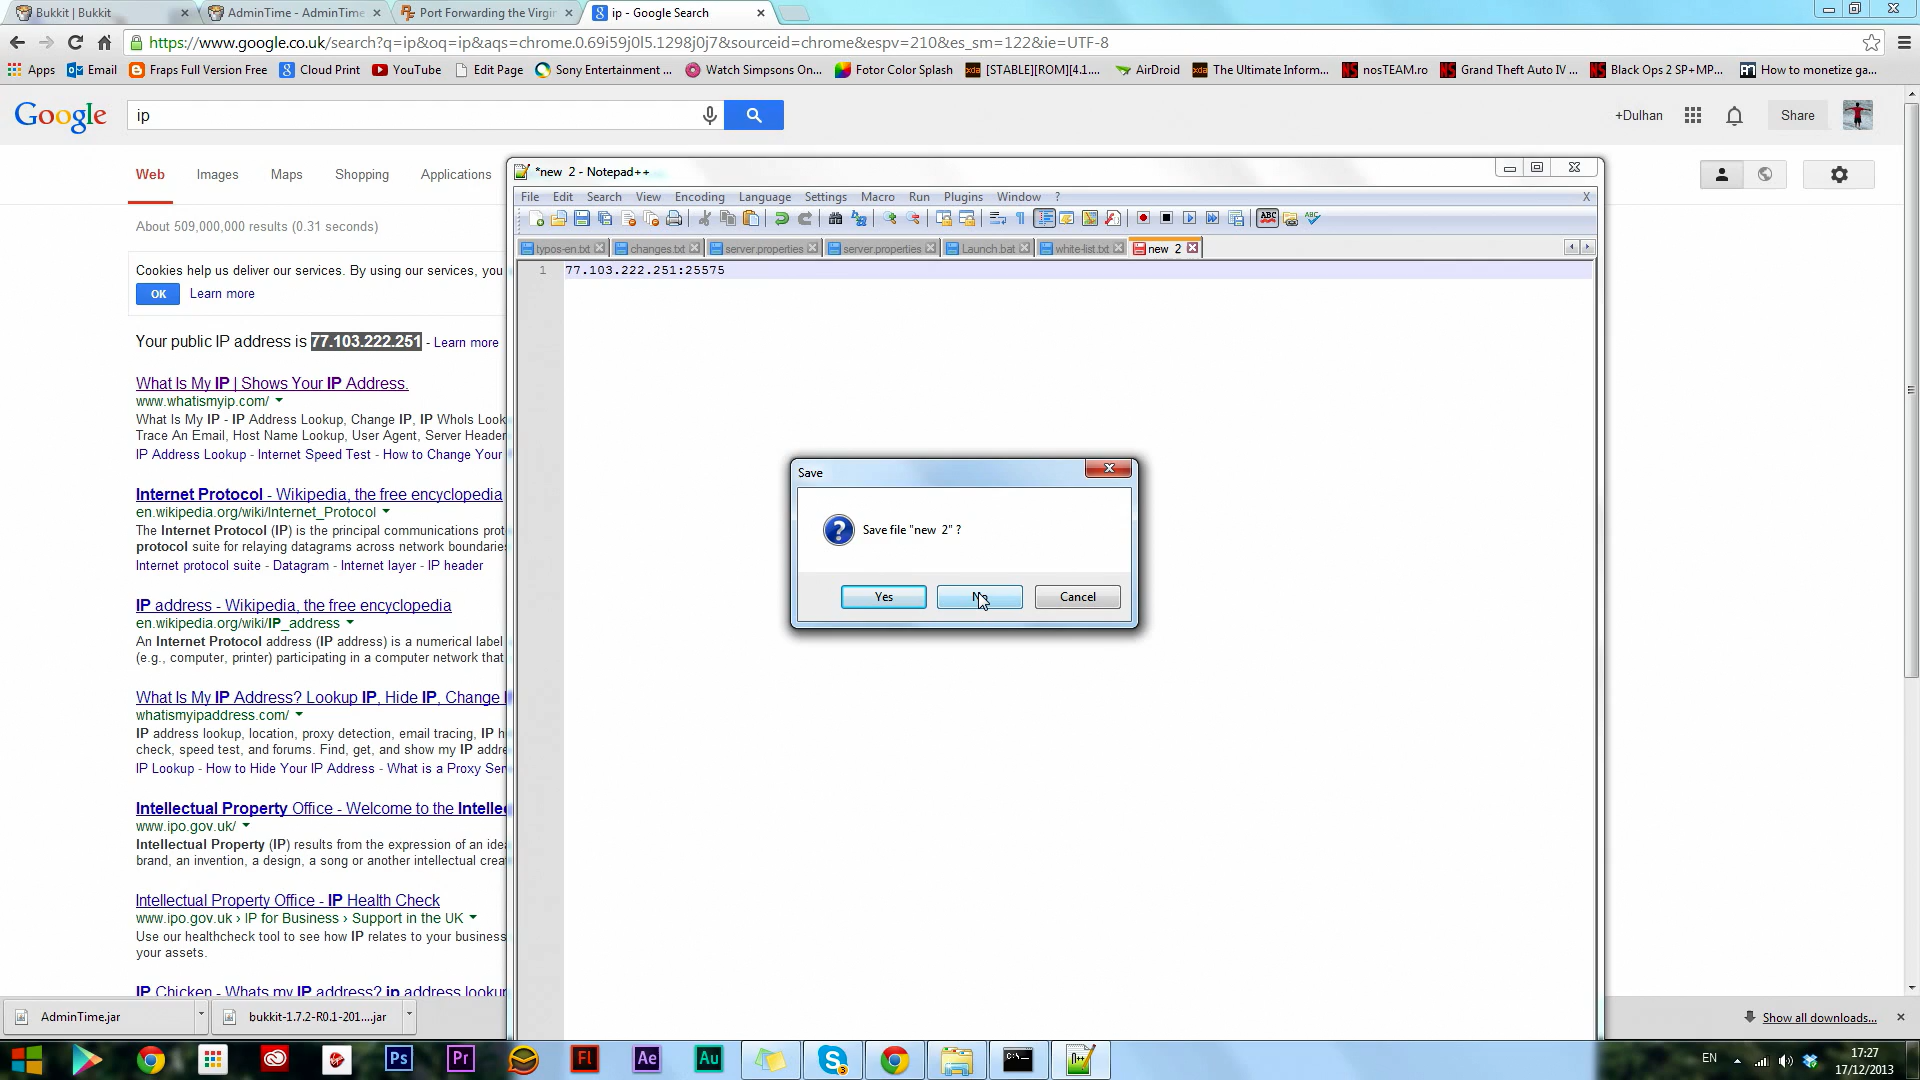 Bukkit | Bukkit
AdminTime - AdminTime
Port Forwarding the Virgin
ip - Google Search
https://www.google.co.uk/search?q=ip&oq=ip&aqs=chrome.0.69i59j0l5.1298j0j7&sourceid=chrome&espv=210&es_sm=122&ie=UTF-8
Apps
Email
Fraps Full Version Free
Cloud Print
YouTube
Edit Page
Sony Entertainment ...
Watch Simpsons On...
Fotor Color Splash
[STABLE][ROM][4.1....
AirDroid
The Ultimate Inform...
nosTEAM.ro
Grand Theft Auto IV ...
Black Ops 2 SP+MP...
How to monetize ga...
Google
ip
+Dulhan
Share
Web
Images
Maps
Shopping
Applications
About 509,000,000 results (0.31 seconds)
Cookies help us deliver our services. By using our services, you
OK
Learn more
Your public IP address is 77.103.222.251 - Learn more
What Is My IP | Shows Your IP Address.
www.whatismyip.com/
What Is My IP - IP Address Lookup, Change IP, IP WhoIs Look
Trace An Email, Host Name Lookup, User Agent, Server Header
IP Address Lookup - Internet Speed Test - How to Change Your
Internet Protocol - Wikipedia, the free encyclopedia
en.wikipedia.org/wiki/Internet_Protocol
The Internet Protocol (IP) is the principal communications prot
protocol suite for relaying datagrams across network boundaries
Internet protocol suite - Datagram - Internet layer - IP header
IP address - Wikipedia, the free encyclopedia
en.wikipedia.org/wiki/IP_address
An Internet Protocol address (IP address) is a numerical label
(e.g., computer, printer) participating in a computer network that
What Is My IP Address? Lookup IP, Hide IP, Change
whatismyipaddress.com/
IP address lookup, location, proxy detection, email tracing, IP h
check, speed test, and forums. Find, get, and show my IP addre
IP Lookup - How to Hide Your IP Address - What is a Proxy Ser
Intellectual Property Office - Welcome to the Intelle
www.ipo.gov.uk/
Intellectual Property (IP) results from the expression of an idea
brand, an invention, a design, a song or another intellectual crea
Intellectual Property Office - IP Health Check
www.ipo.gov.uk › IP for Business › Support in the UK
Use our healthcheck tool to see how IP relates to your business
your assets.
IP Chicken - Whats my IP address? ip address lookup
*new 2 - Notepad++
File
Edit
Search
View
Encoding
Language
Settings
Macro
Run
Plugins
Window
?
X
typos-en.txt
changes.txt
server.properties
server.properties
Launch.bat
white-list.txt
new 2
1
77.103.222.251:25575
Save
Save file "new 2" ?
Yes
Cancel
AdminTime.jar
bukkit-1.7.2-R0.1-201....jar
Show all downloads...
Ps
Pr
Fl
Ae
Au
EN
17:27
17/12/2013